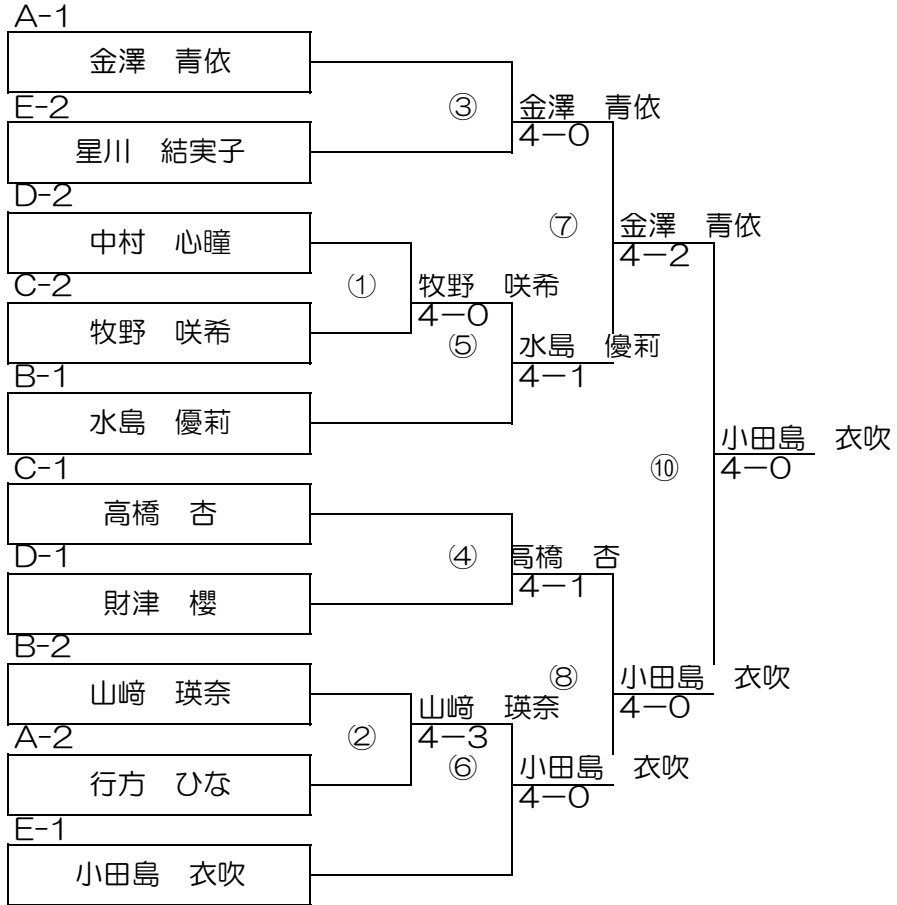 A-1
金澤　青依
E-2
③
金澤　青依
4-0
星川　結実子
D-2
中村　心瞳
⑦
金澤　青依
4-2
C-2
①
牧野　咲希
4-0
牧野　咲希
⑤
水島　優莉
4-1
B-1
水島　優莉
小田島　衣吹
4-0
⑩
C-1
高橋　杏
D-1
④
高橋　杏
4-1
財津　櫻
B-2
山﨑　瑛奈
⑧
小田島　衣吹
4-0
A-2
②
山﨑　瑛奈
4-3
⑥
小田島　衣吹
4-0
行方　ひな
E-1
小田島　衣吹